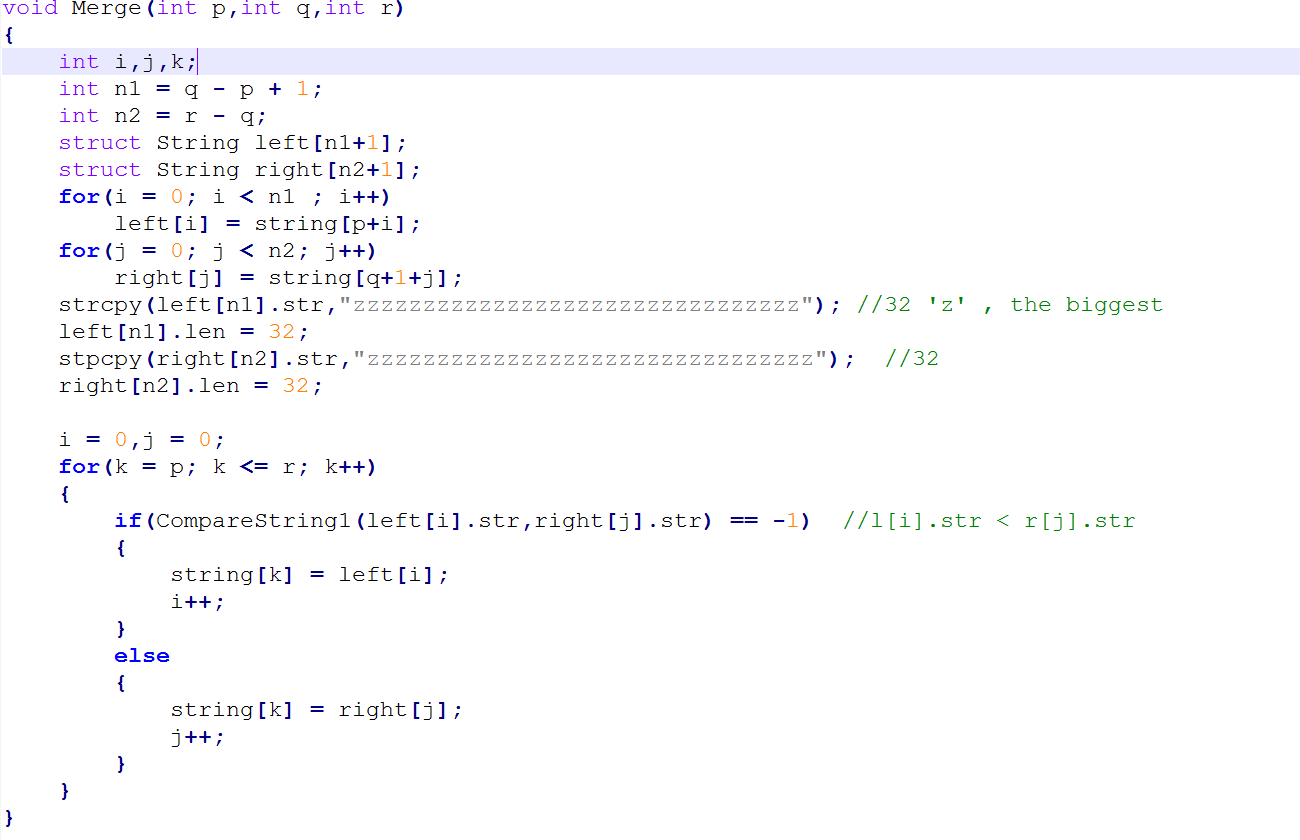 void Merge(int p,int q,int r)
{
    int i,j,k;
    int n1 = q - p + 1;
    int n2 = r - q;
    struct String left[n1+1];
    struct String right[n2+1];
    for(i = 0; i < n1 ; i++)
        left[i] = string[p+i];
    for(j = 0; j < n2; j++)
        right[j] = string[q+1+j];
    strcpy(left[n1].str,"zzzzzzzzzzzzzzzzzzzzzzzzzzzzzzzz"); //32 'z' , the biggest
    left[n1].len = 32;
    stpcpy(right[n2].str,"zzzzzzzzzzzzzzzzzzzzzzzzzzzzzzzz");  //32
    right[n2].len = 32;

    i = 0,j = 0;
    for(k = p; k <= r; k++)
    {
        if(CompareString1(left[i].str,right[j].str) == -1)  //l[i].str < r[j].str
        {
            string[k] = left[i];
            i++;
        }
        else
        {
            string[k] = right[j];
            j++;
        }
    }
}